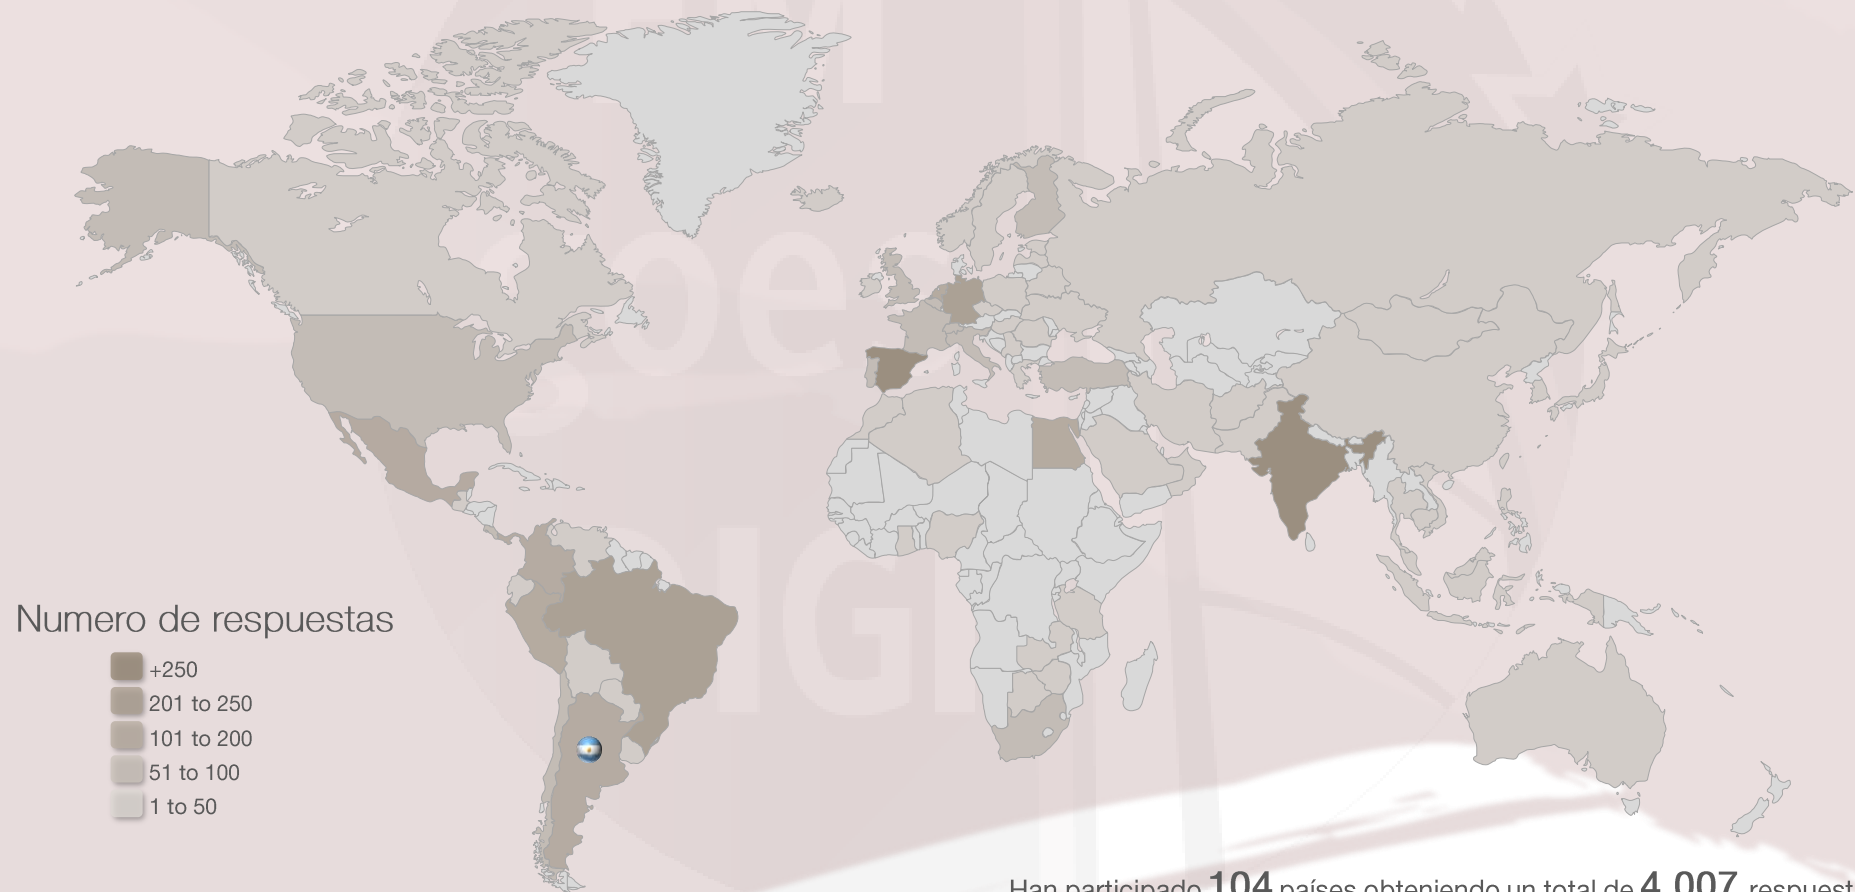 Numero de respuestas
+250
201 to 250
101 to 200
51 to 100
1 to 50
Han participado 104 países obteniendo un total de 4.007